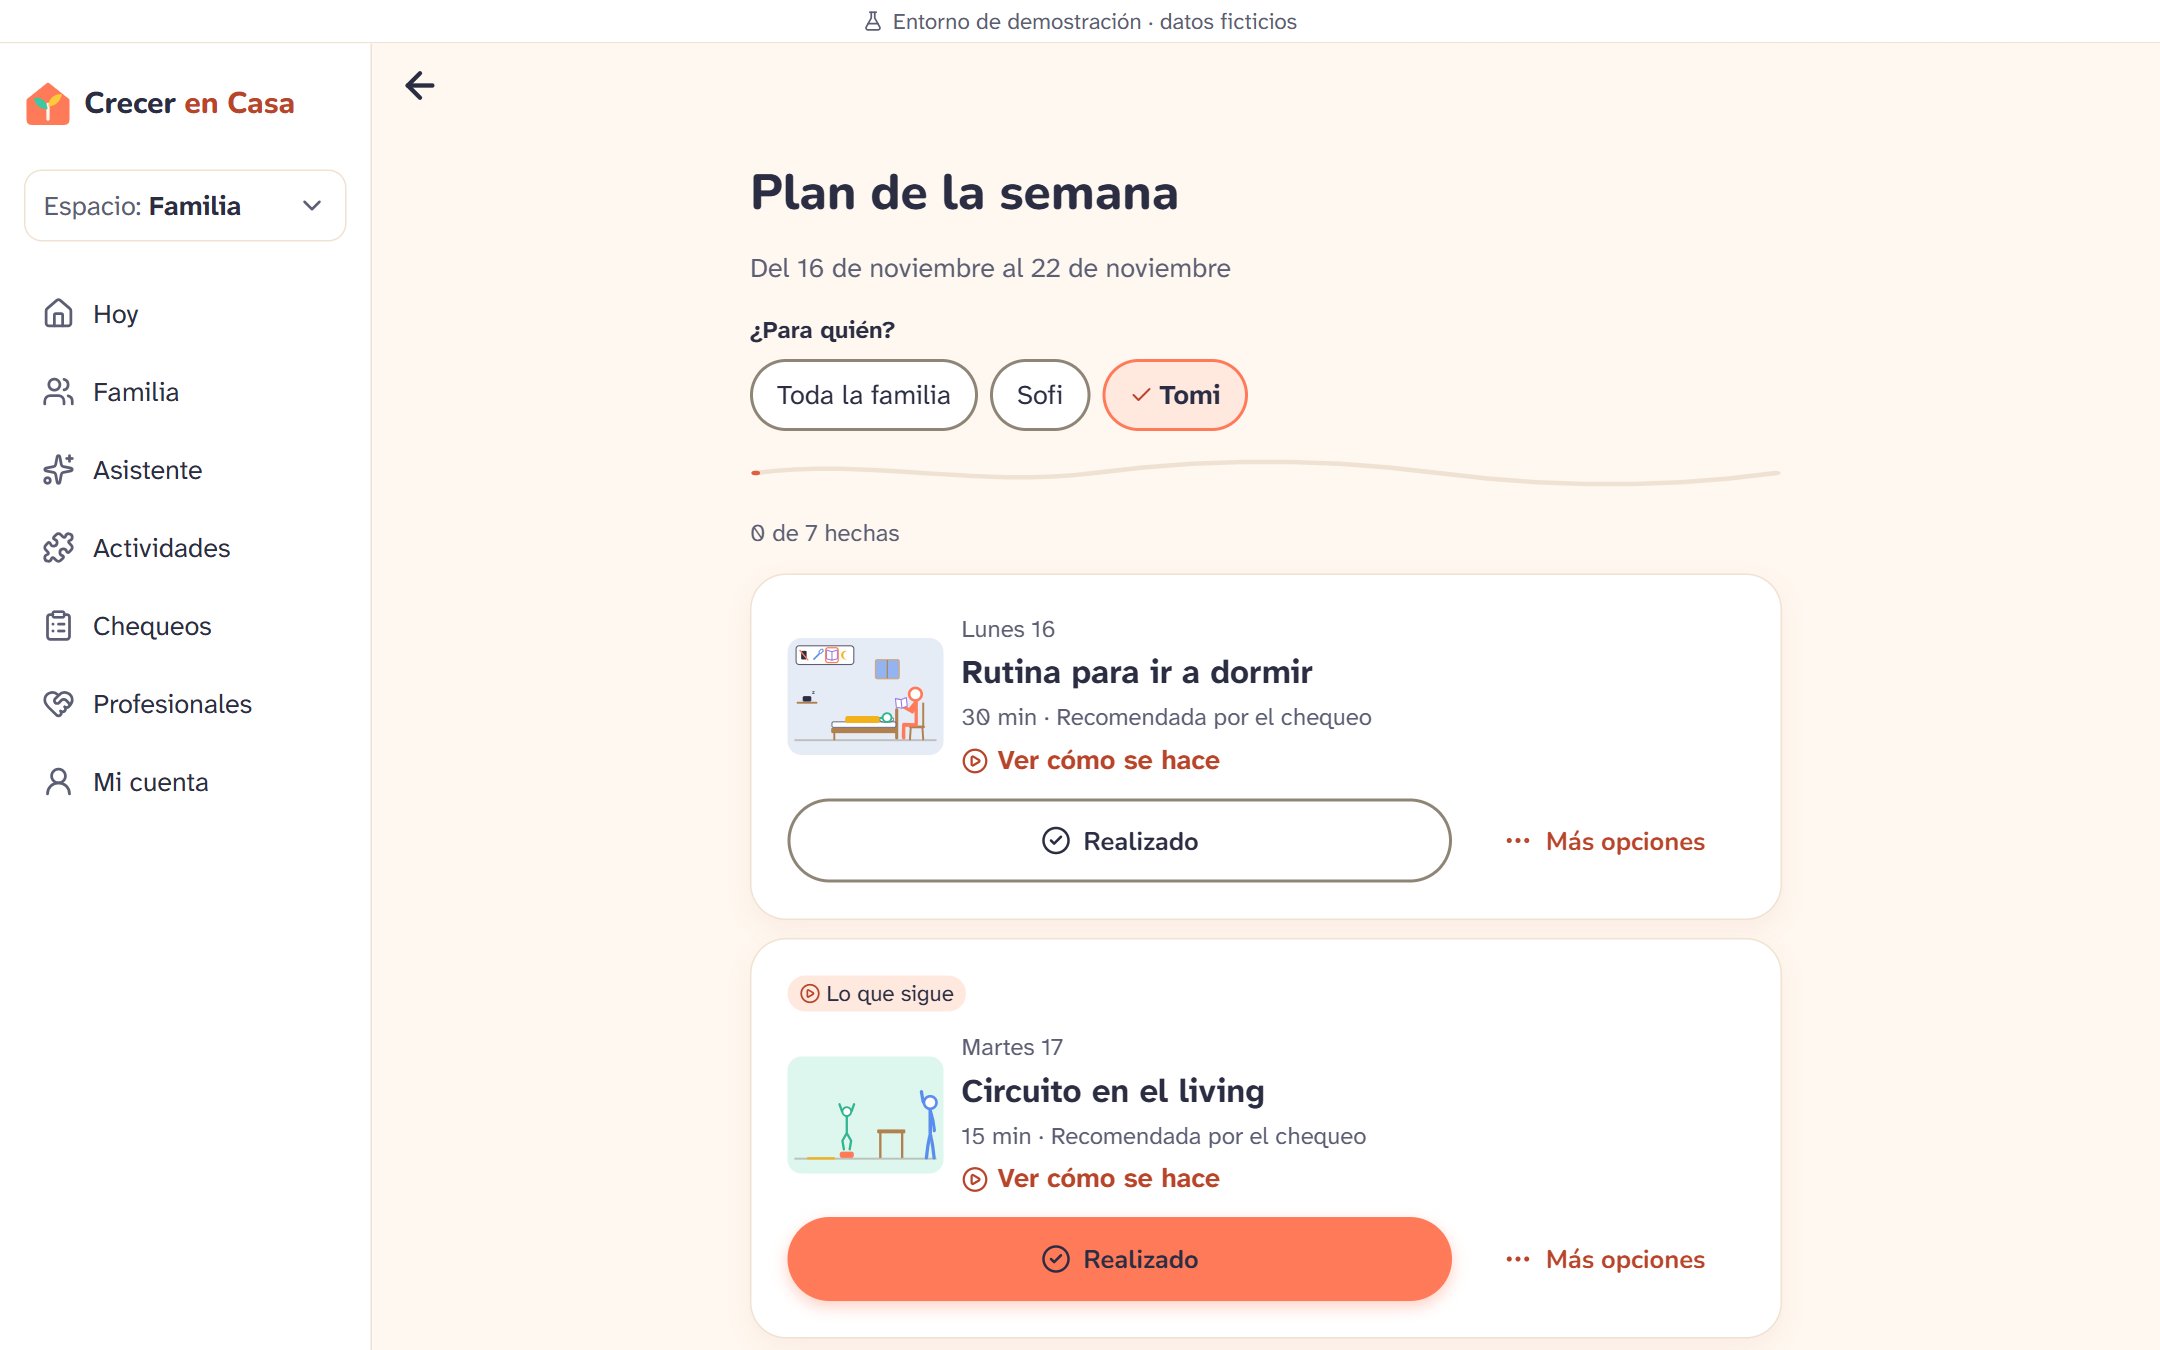 Entorno de demostración · datos ficticios
Crecer en Casa
Espacio: Familia
Hoy
Familia
Asistente
Actividades
Chequeos
Profesionales
Mi cuenta
Plan de la semana
Del 16 de noviembre al 22 de noviembre
¿Para quién?
Toda la familia
Sofi
Tomi
0 de 7 hechas
Lunes 16
Rutina para ir a dormir
30 min · Recomendada por el chequeo
Ver cómo se hace
Realizado
Más opciones
Lo que sigue
Martes 17
Circuito en el living
15 min · Recomendada por el chequeo
Ver cómo se hace
Realizado
Más opciones